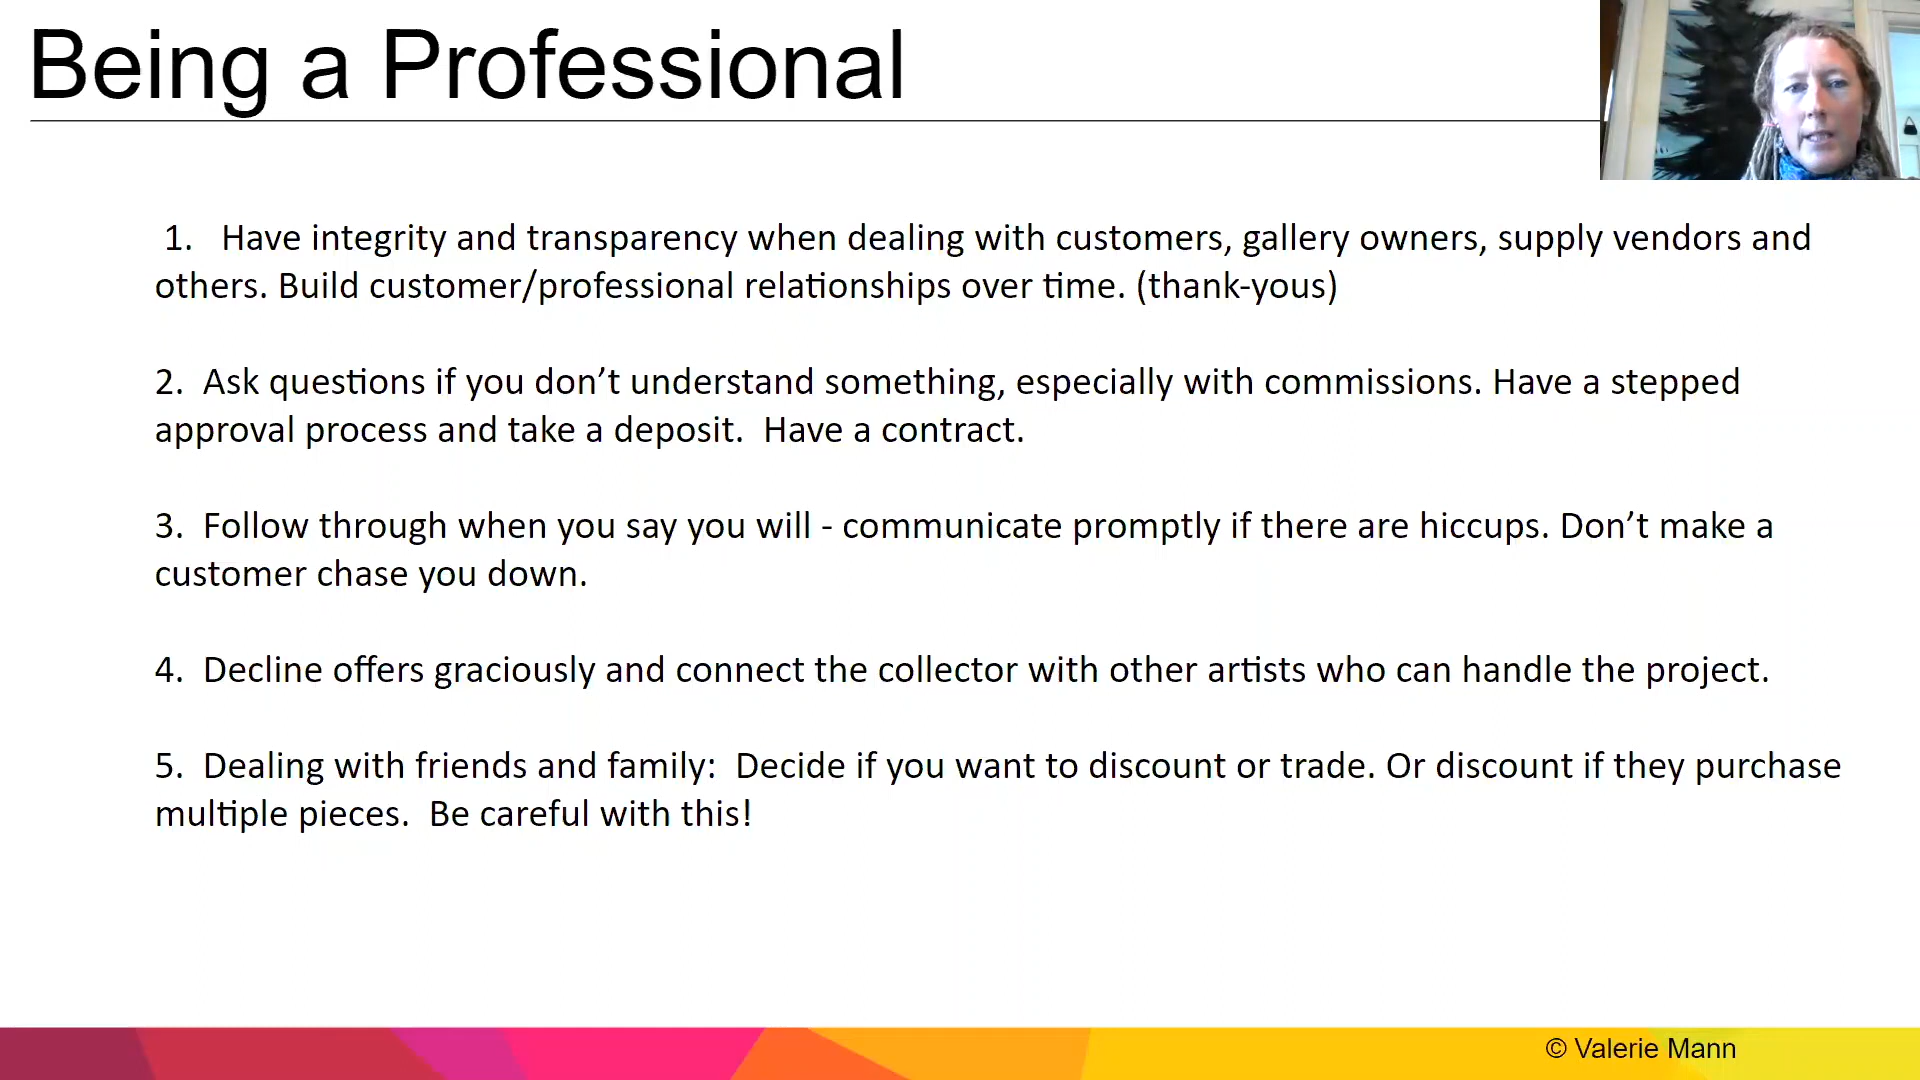 Being a Professional
1. Have integrity and transparency when dealing with customers, gallery owners, supply vendors and
others. Build customer/professional relationships over time. (thank-yous)
2. Ask questions if you don’t understand something, especially with commissions. Have a stepped
approval process and take a deposit. Have a contract.
3. Follow through when you say you will - communicate promptly if there are hiccups. Don’t make a
customer chase you down.
4. Decline offers graciously and connect the collector with other artists who can handle the project.
5. Dealing with friends and family: Decide if you want to discount or trade. Or discount if they purchase
multiple pieces. Be careful with this!
© Valerie Mann